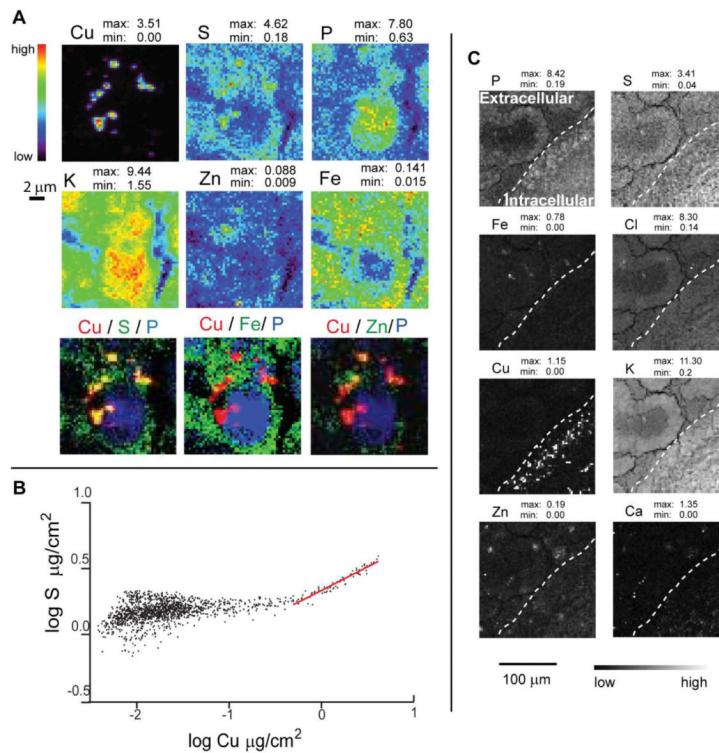 A
Cu max: 3.51
min: 0.00
S max: 4.62
min: 0.18
P max: 7.80
min: 0.63
high
low
2 μm
K max: 9.44
min: 1.55
Zn max: 0.088
min: 0.009
Fe max: 0.141
min: 0.015
Cu / S / P
Cu / Fe/ P
Cu / Zn/ P
B
1.0
0.5
0.0
-0.5
log S μg/cm²
-2 -1 0 1
log Cu μg/cm²
C
P max: 8.42
min: 0.19
S max: 3.41
min: 0.04
Extracellular
Intracellular
Fe max: 0.78
min: 0.00
Cl max: 8.30
min: 0.14
Cu max: 1.15
min: 0.00
K max: 11.30
min: 0.2
Zn max: 0.19
min: 0.00
Ca max: 1.35
min: 0.00
100 μm
low high